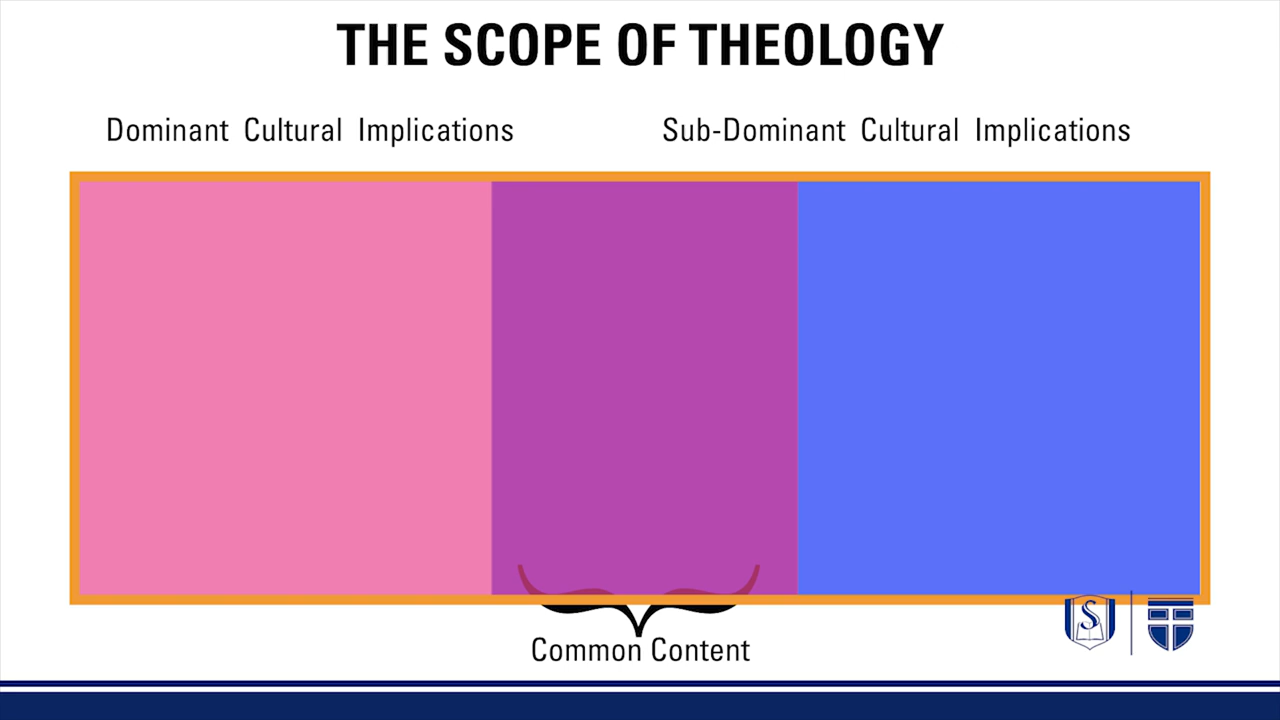 THE SCOPE OF THEOLOGY
Dominant Cultural Implications
Sub-Dominant Cultural Implications
Common Content
S